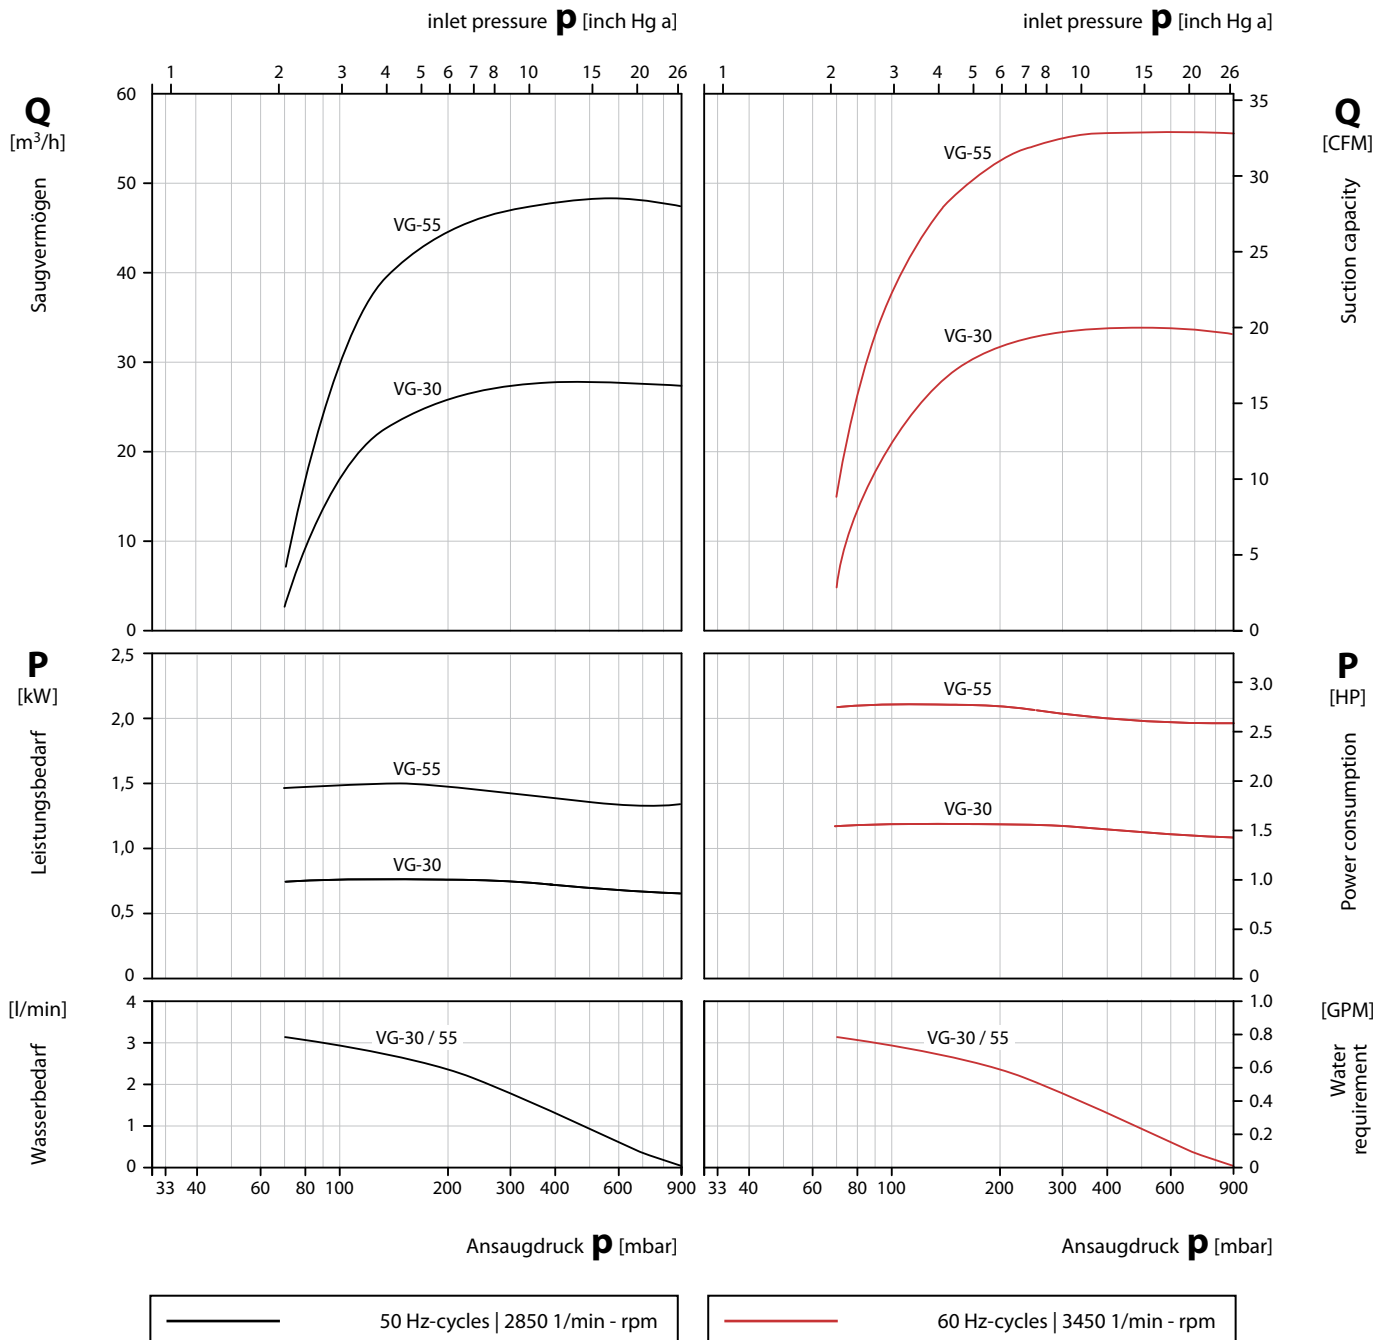 inlet pressure p [inch Hg a]
inlet pressure p [inch Hg a]
1 2 3 4 5 6 7 8 10 15 20 26
1 2 3 4 5 6 7 8 10 15 20 26
Q
[m³/h]
Saugvermögen
60
50
40
30
20
10
0
VG-55
VG-30
VG-55
VG-30
35
30
25
20
15
10
5
0
Q
[CFM]
Suction capacity
P
[kW]
Leistungsbedarf
2,5
2,0
1,5
1,0
0,5
0
VG-55
VG-30
VG-55
VG-30
3.0
2.5
2.0
1.5
1.0
0.5
0
P
[HP]
Power consumption
[l/min]
Wasserbedarf
4
3
2
1
0
VG-30 / 55
VG-30 / 55
1.0
0.8
0.6
0.4
0.2
0
[GPM]
Water
requirement
33 40 60 80 100 200 300 400 600 900
33 40 60 80 100 200 300 400 600 900
Ansaugdruck p [mbar]
Ansaugdruck p [mbar]
50 Hz-cycles | 2850 1/min - rpm
60 Hz-cycles | 3450 1/min - rpm